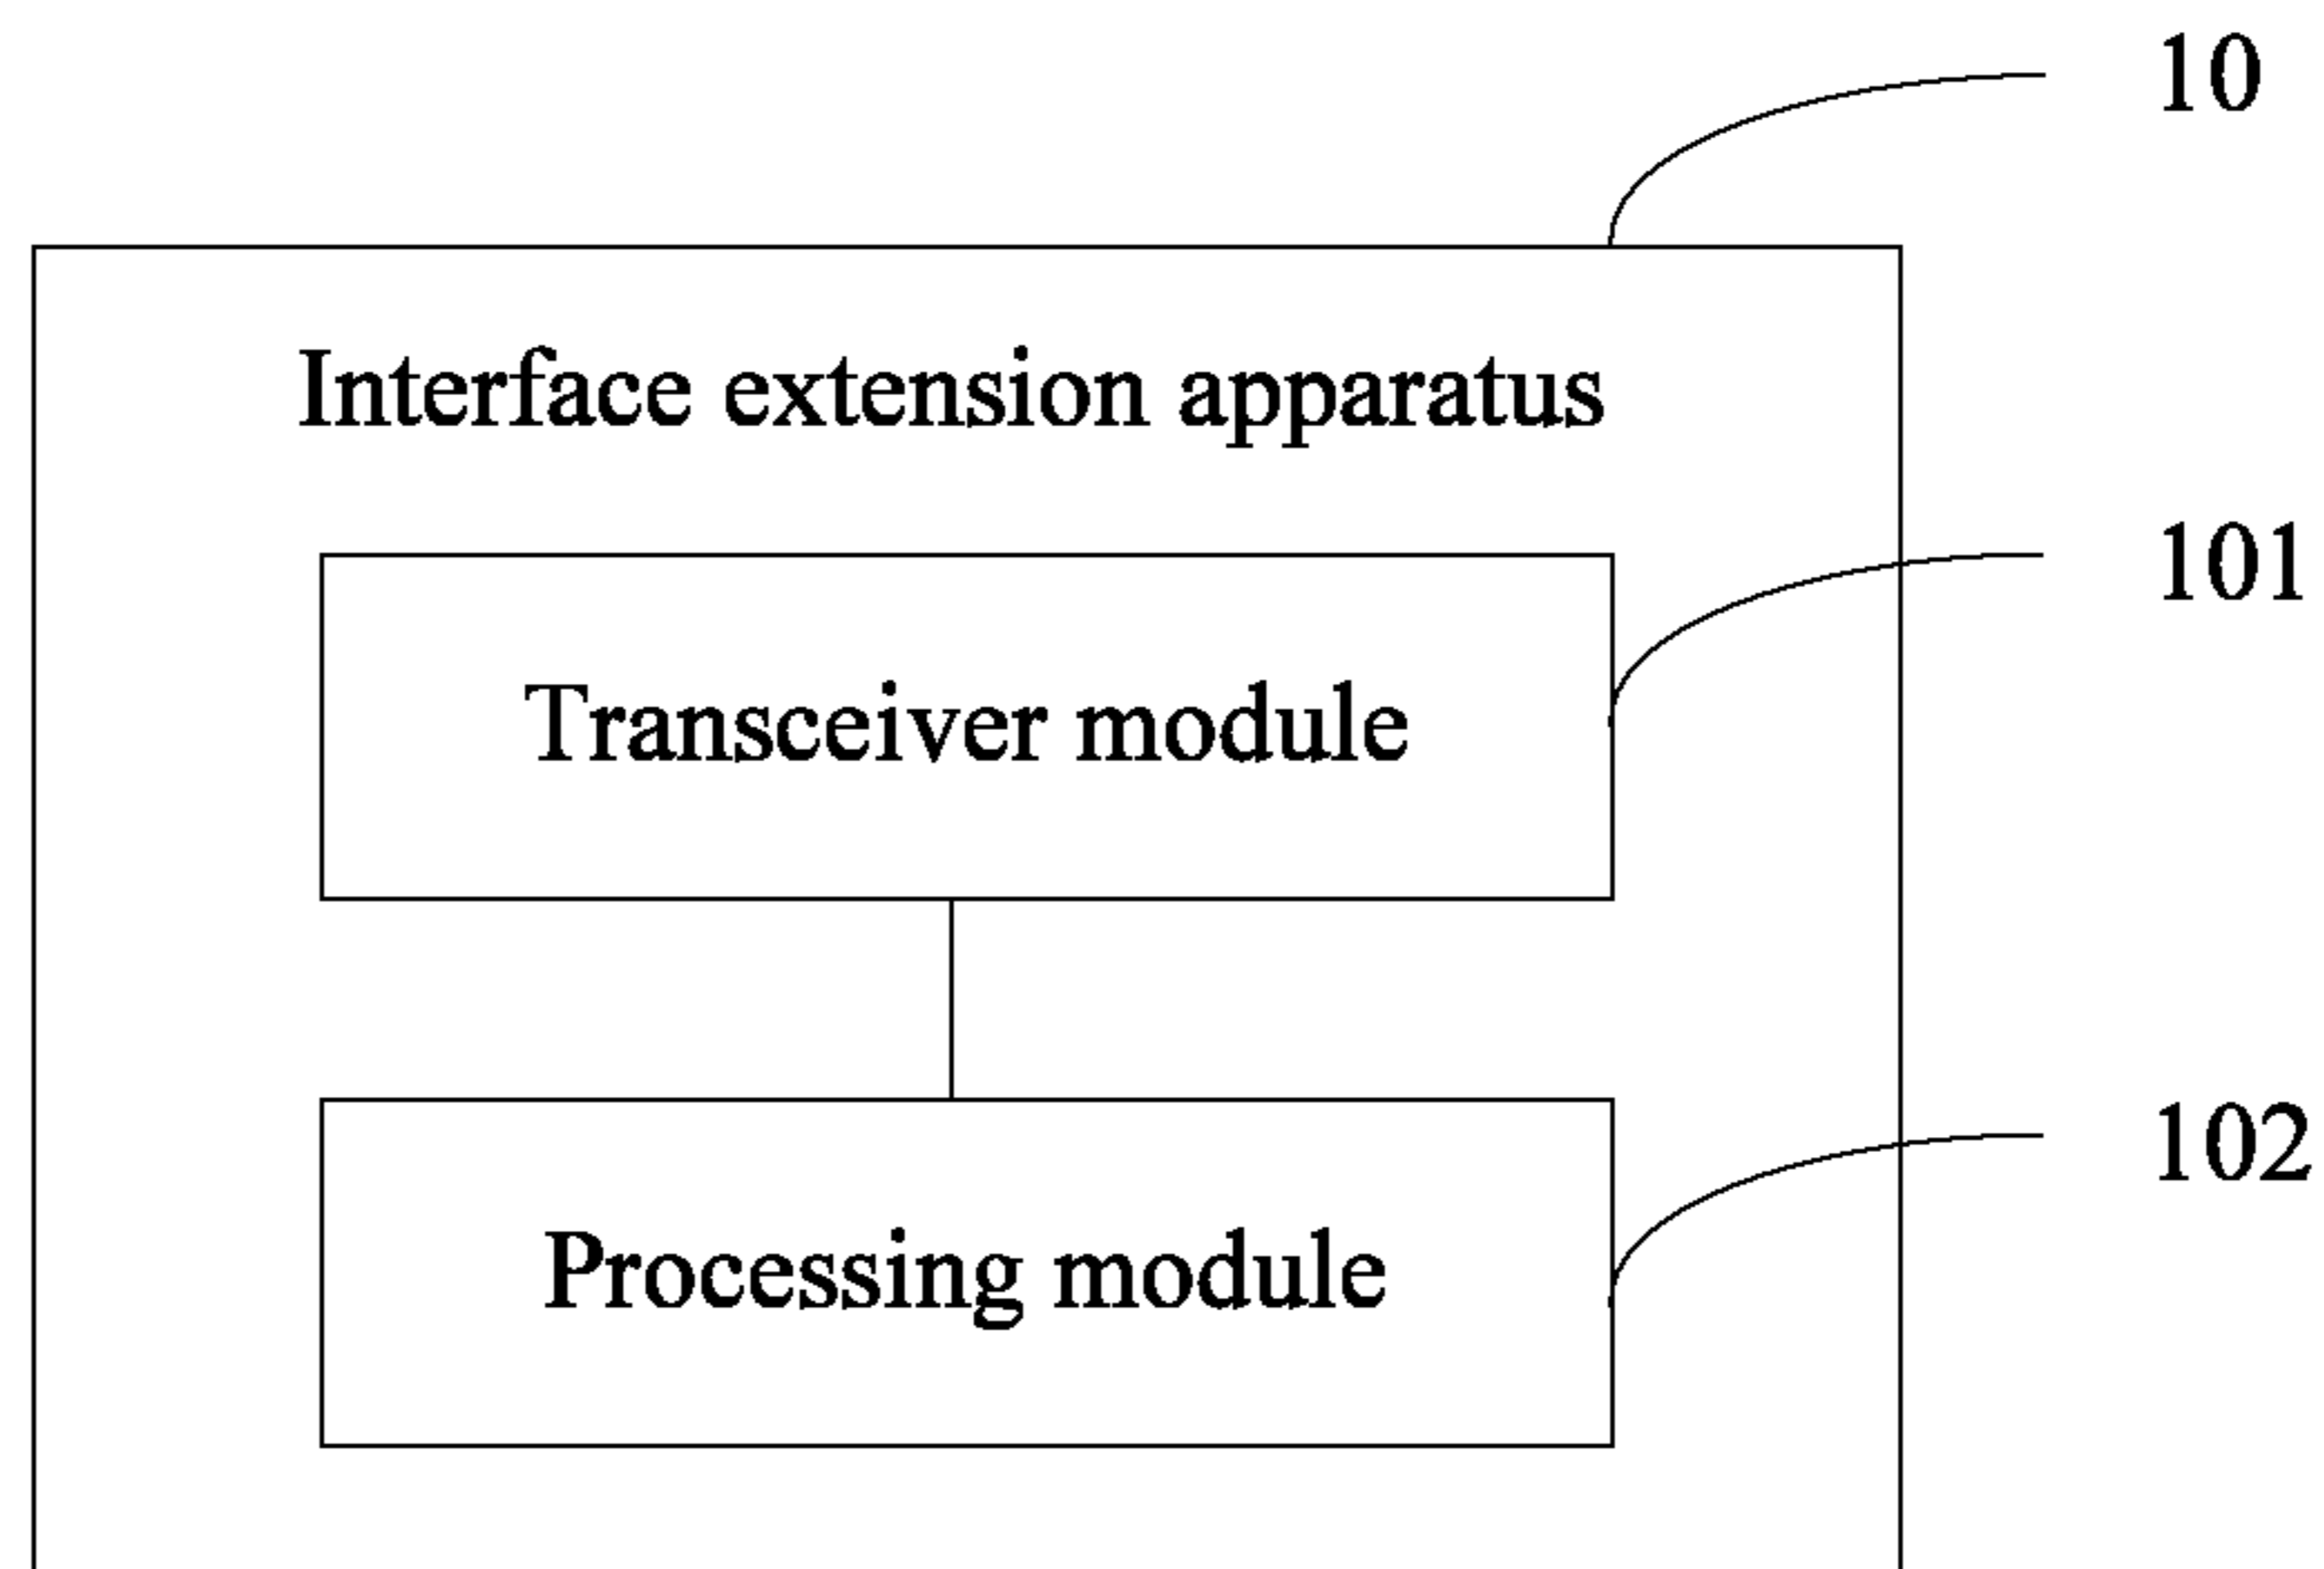 10
Interface extension apparatus
101
Transceiver module
102
Processing module